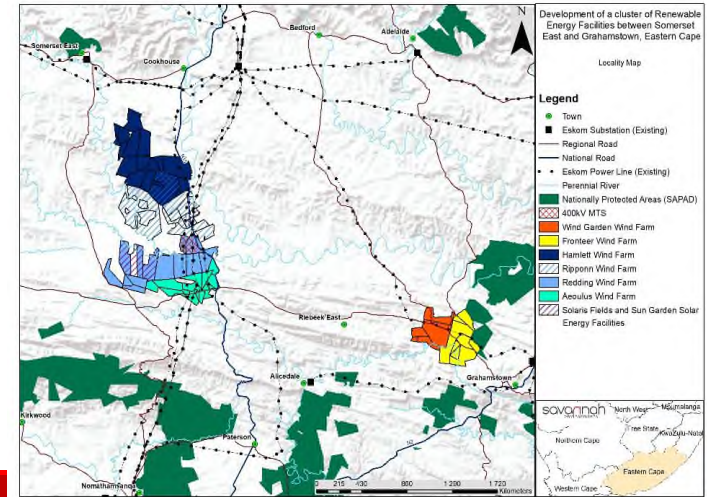 Development of a cluster of Renewable
Energy Facilities between Somerset
East and Grahamstown, Eastern Cape
Locality Map
Legend
Town
Eskom Substation (Existing)
Regional Road
National Road
Eskom Power Line (Existing)
Perennial River
Nationally Protected Areas (SAPAD)
400kV MTS
Wind Garden Wind Farm
Fronteer Wind Farm
Hamlett Wind Farm
Ripponn Wind Farm
Redding Wind Farm
Aeoulus Wind Farm
Solaris Fields and Sun Garden Solar
Energy Facilities
N
Bedford
Adelaide
Somerset East
Cookhouse
Riebeek East
Alicedale
Grahamstown
Kirkwood
Paterson
Nomathamsanqa
0 215 430 860 1 290 1 720
Kilometers
savannah
North West
Mpumalanga
Free State
KwaZulu-Natal
Northern Cape
Eastern Cape
Western Cape